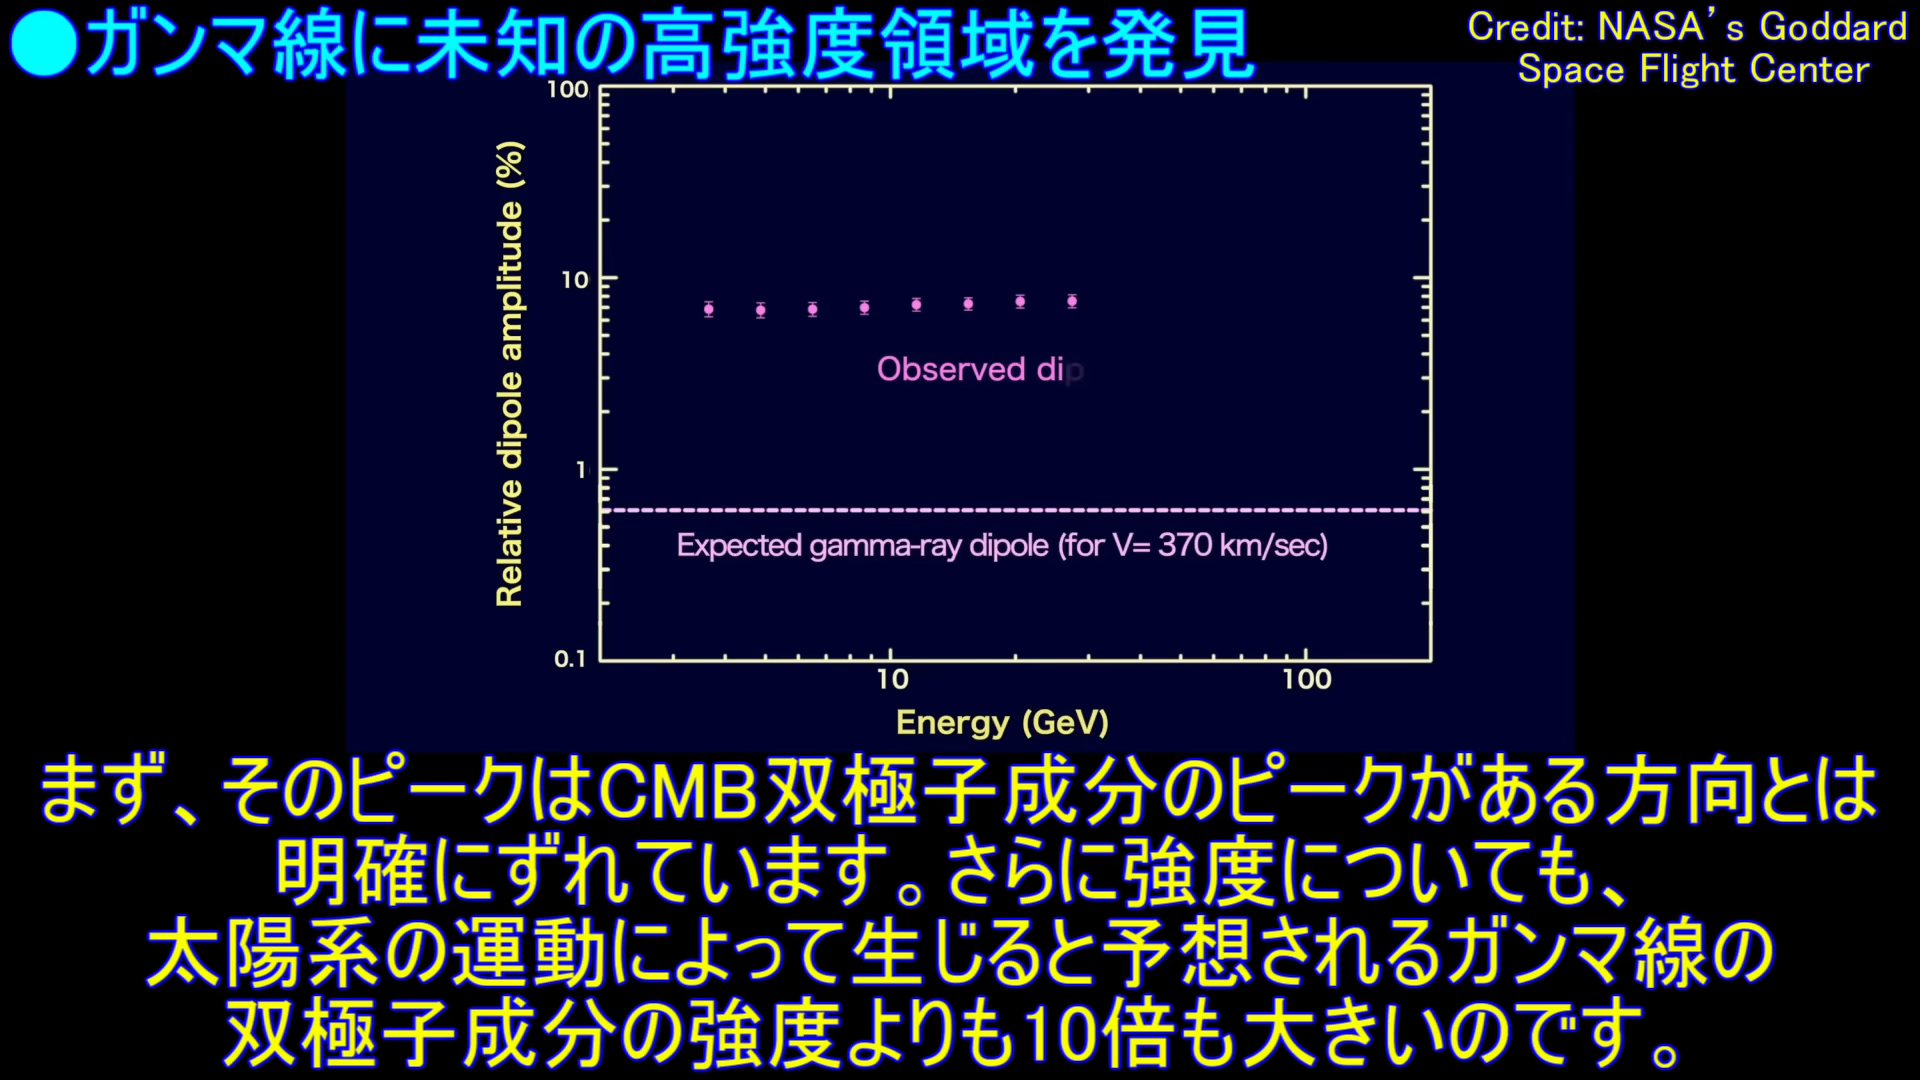 ●ガンマ線に未知の高強度領域を発見
Credit: NASA’s Goddard
Space Flight Center
100
10
1
0.1
Relative dipole amplitude (%)
Observed dip
Expected gamma-ray dipole (for V= 370 km/sec)
10
100
Energy (GeV)
まず、そのピークはCMB双極子成分のピークがある方向とは
明確にずれています。さらに強度についても、
太陽系の運動によって生じると予想されるガンマ線の
双極子成分の強度よりも10倍も大きいのです。